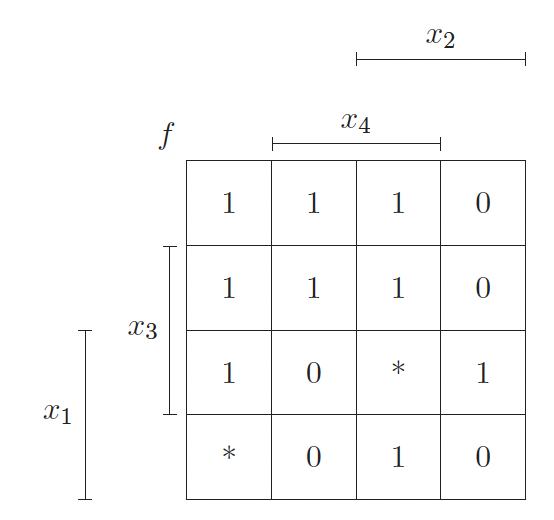 x₂
f x₄
1 1 1 0
1 1 1 0
x₃
1 0 * 1
x₁
* 0 1 0